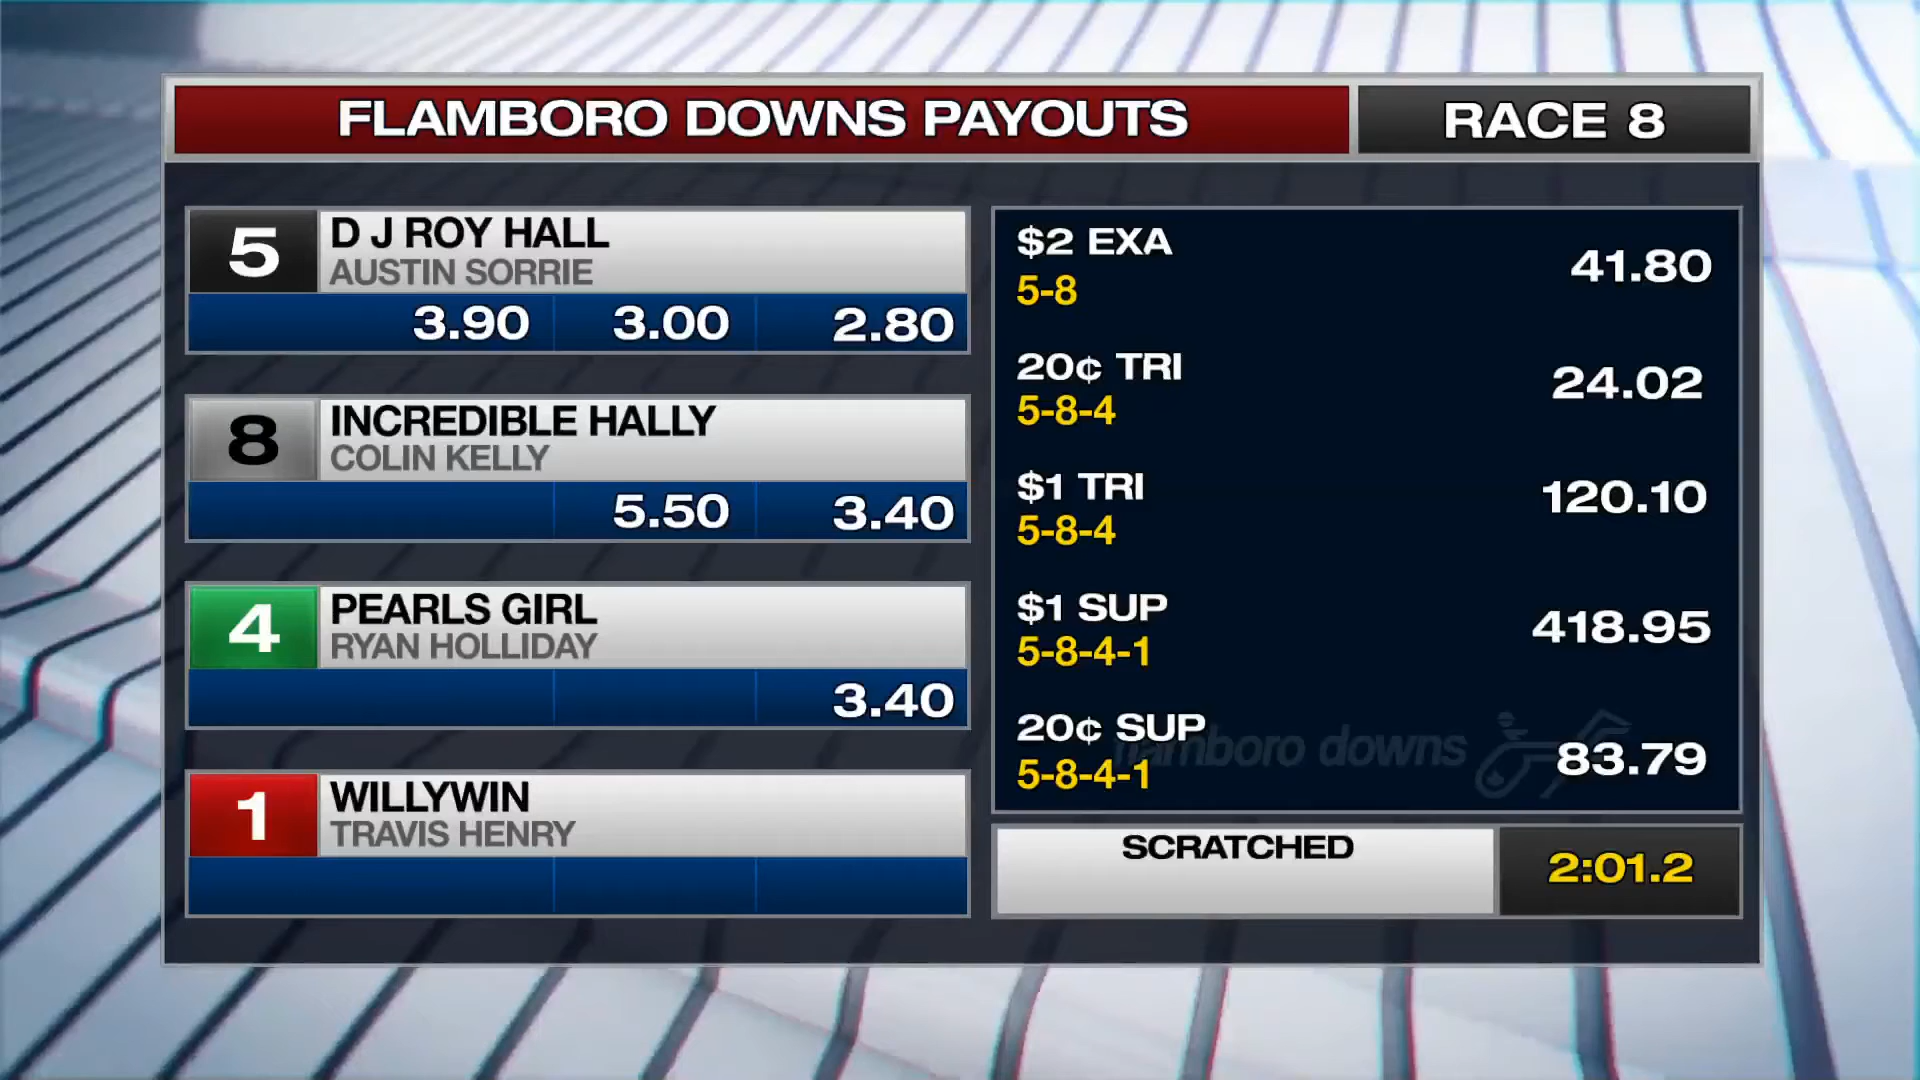 FLAMBORO DOWNS PAYOUTS
RACE 8
5
D J ROY HALL
AUSTIN SORRIE
3.90 3.00 2.80
8
INCREDIBLE HALLY
COLIN KELLY
5.50 3.40
4
PEARLS GIRL
RYAN HOLLIDAY
3.40
1
WILLYWIN
TRAVIS HENRY
$2 EXA
5-8
41.80
20¢ TRI
5-8-4
24.02
$1 TRI
5-8-4
120.10
$1 SUP
5-8-4-1
418.95
20¢ SUP
5-8-4-1
83.79
flamboro downs
SCRATCHED
2:01.2